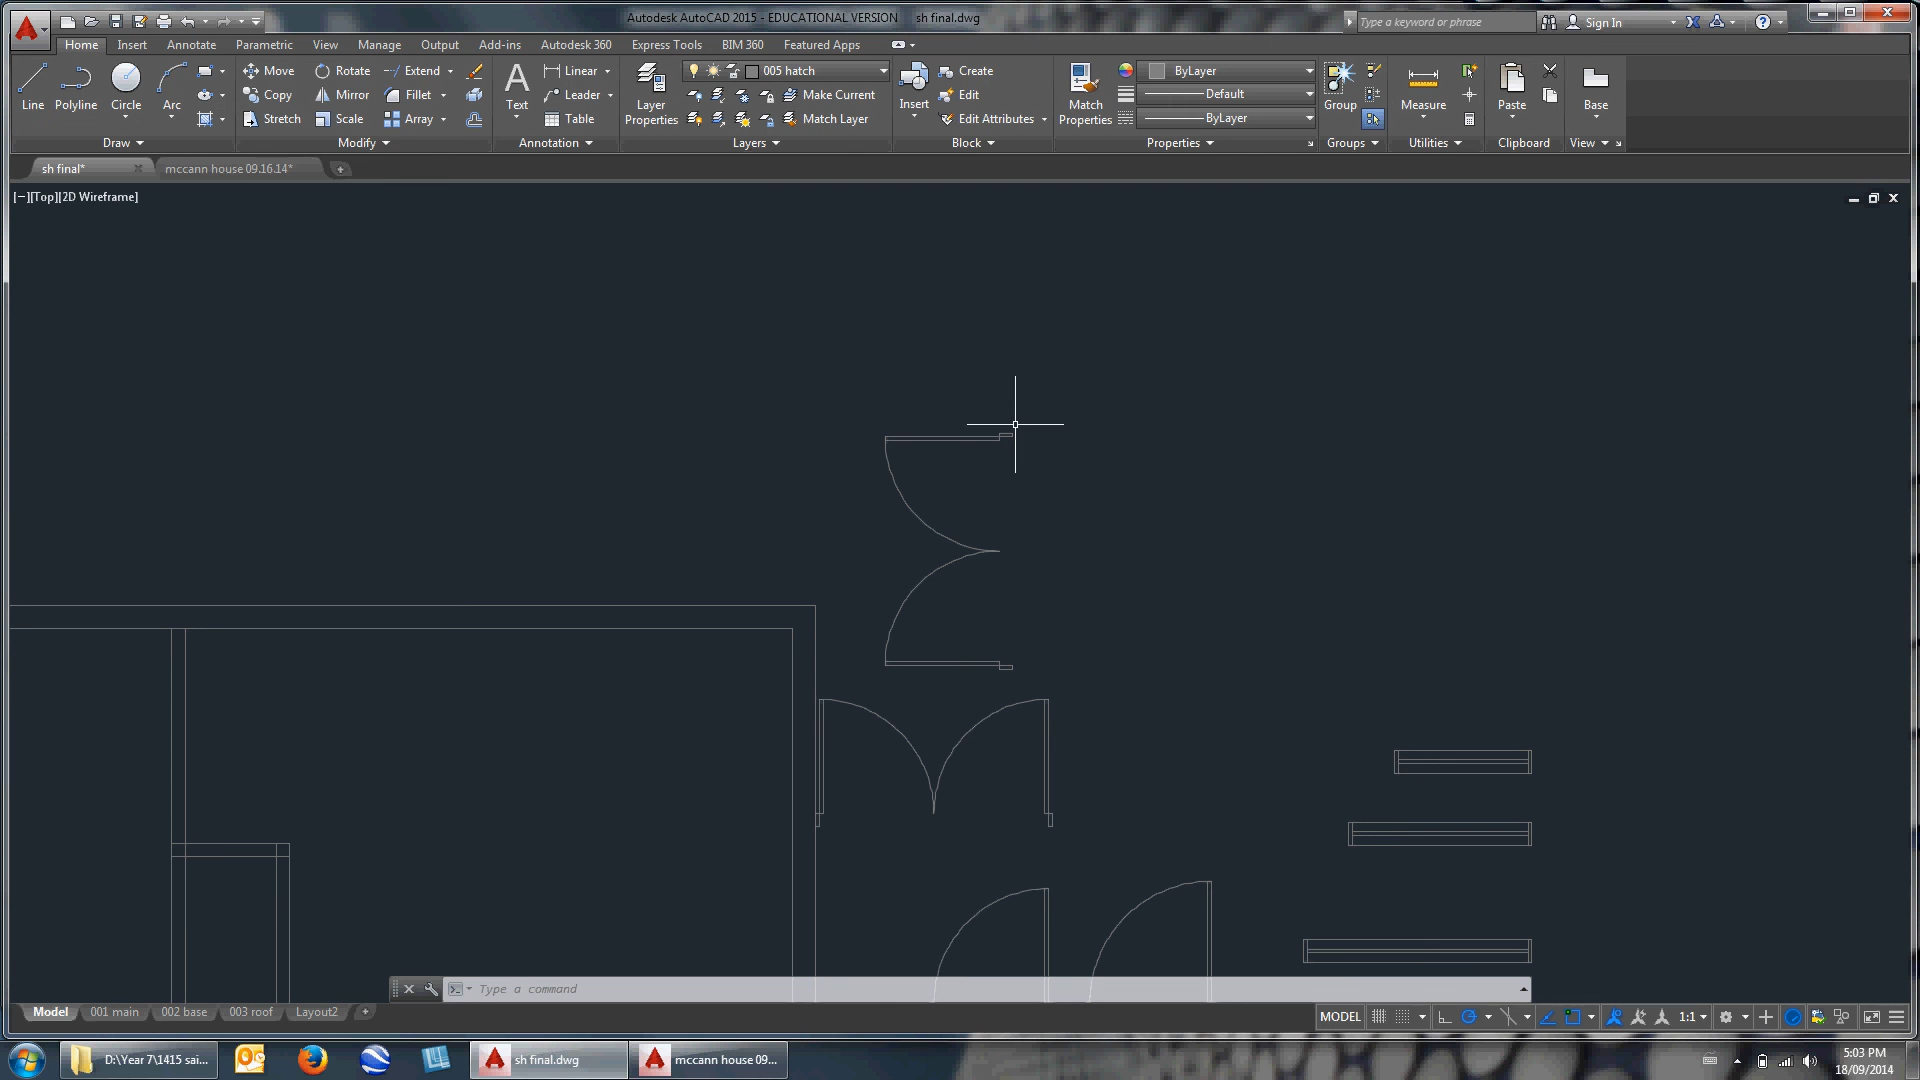 Autodesk AutoCAD 2015 - EDUCATIONAL VERSION sh final.dwg
Type a keyword or phrase
Sign In
Home Insert Annotate Parametric View Manage Output Add-ins Autodesk 360 Express Tools BIM 360 Featured Apps
Line Polyline Circle Arc
Move Rotate Extend
Copy Mirror Fillet
Stretch Scale Array
Text Linear
Leader
Table
Layer Properties
005 hatch
Make Current
Match Layer
Insert Create
Edit
Edit Attributes
Match Properties
ByLayer
Default
ByLayer
Group Measure Paste Base
Draw Modify Annotation Layers Block Properties Groups Utilities Clipboard View
sh final* mccann house 09.16.14*
[−][Top][2D Wireframe]
Type a command
Model 001 main 002 base 003 roof Layout2
MODEL 1:1
D:\Year 7\1415 sai... sh final.dwg mccann house 09...
5:03 PM
18/09/2014